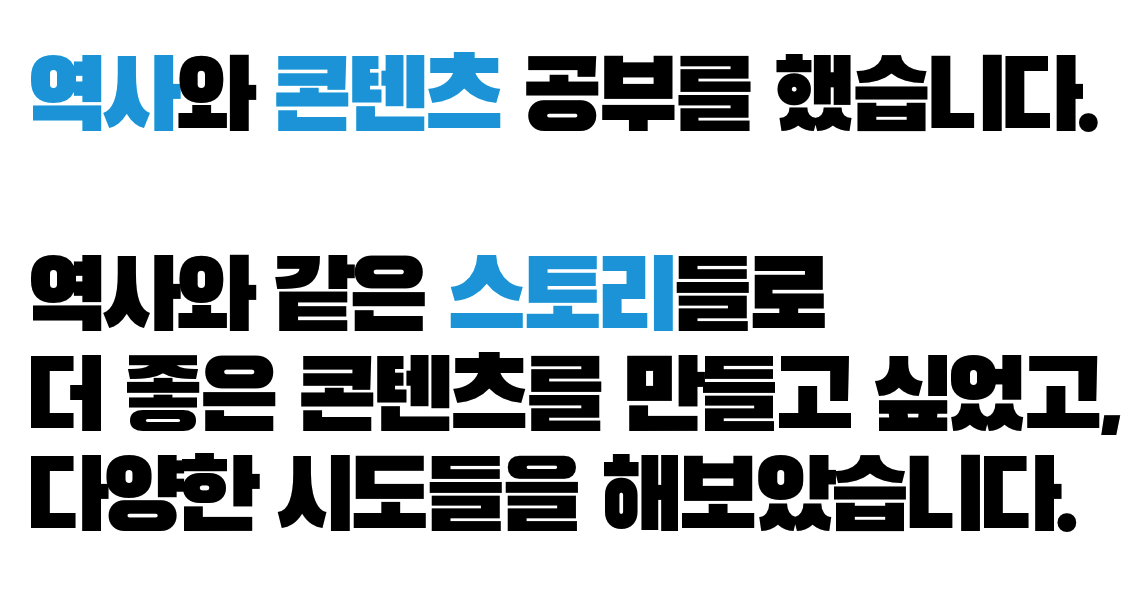 역사와 콘텐츠 공부를 했습니다.
역사와 같은 스토리들로
더 좋은 콘텐츠를 만들고 싶었고,
다양한 시도들을 해보았습니다.